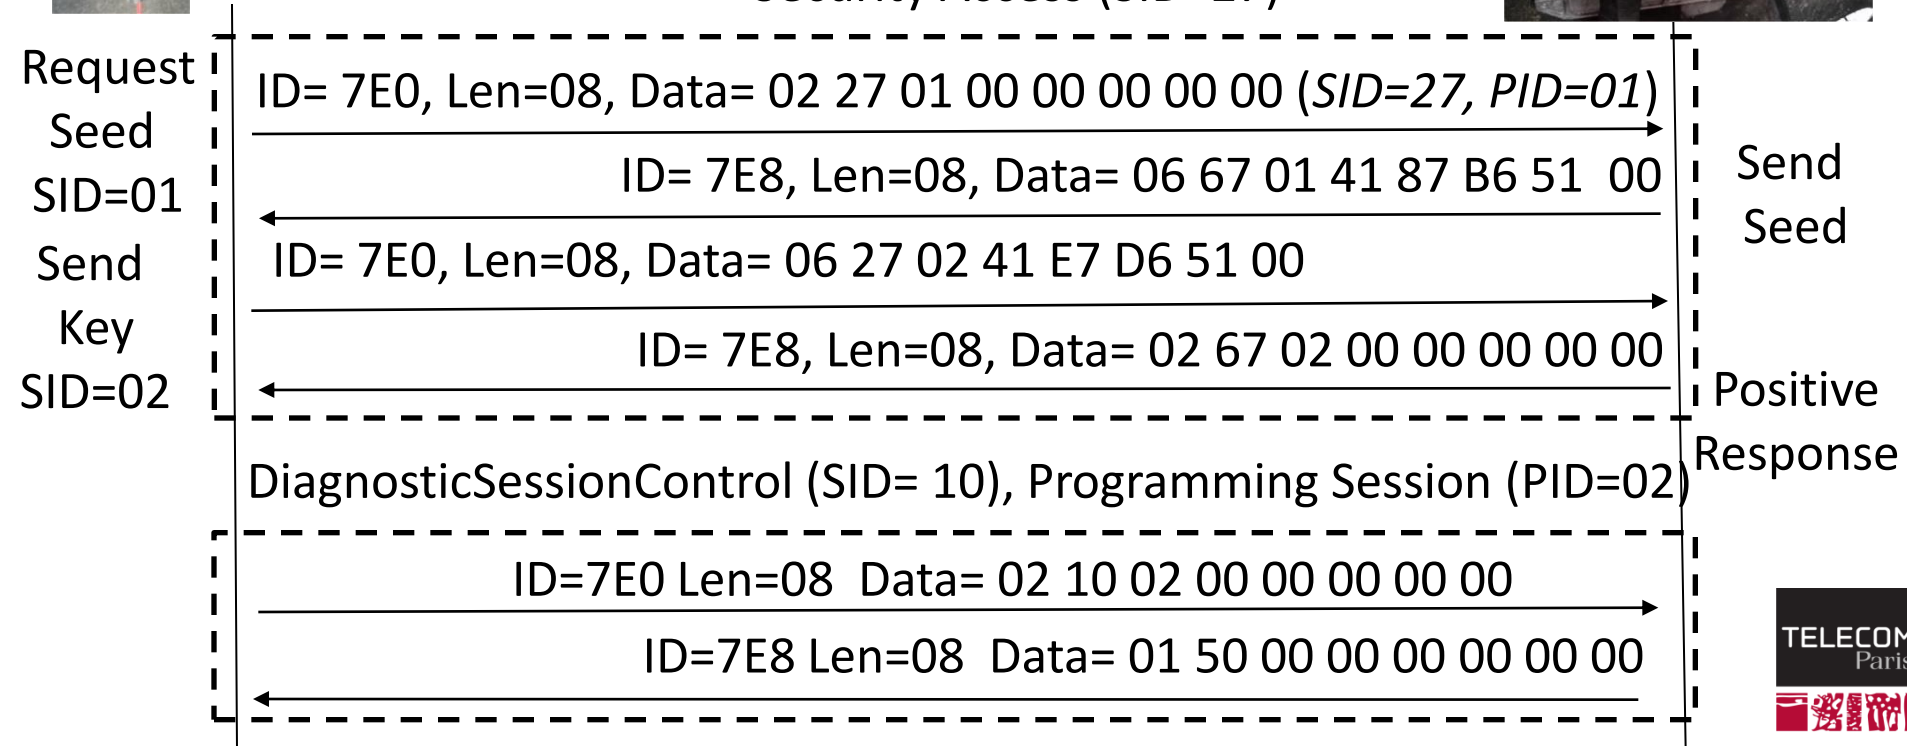 Request
Seed
SID=01
ID= 7E0, Len=08, Data= 02 27 01 00 00 00 00 00 (SID=27, PID=01)
ID= 7E8, Len=08, Data= 06 67 01 41 87 B6 51 00
Send
Seed
Send
Key
SID=02
ID= 7E0, Len=08, Data= 06 27 02 41 E7 D6 51 00
ID= 7E8, Len=08, Data= 02 67 02 00 00 00 00 00
Positive
Response
DiagnosticSessionControl (SID= 10), Programming Session (PID=02)
ID=7E0 Len=08 Data= 02 10 02 00 00 00 00 00
ID=7E8 Len=08 Data= 01 50 00 00 00 00 00 00
TELECOM
Paris